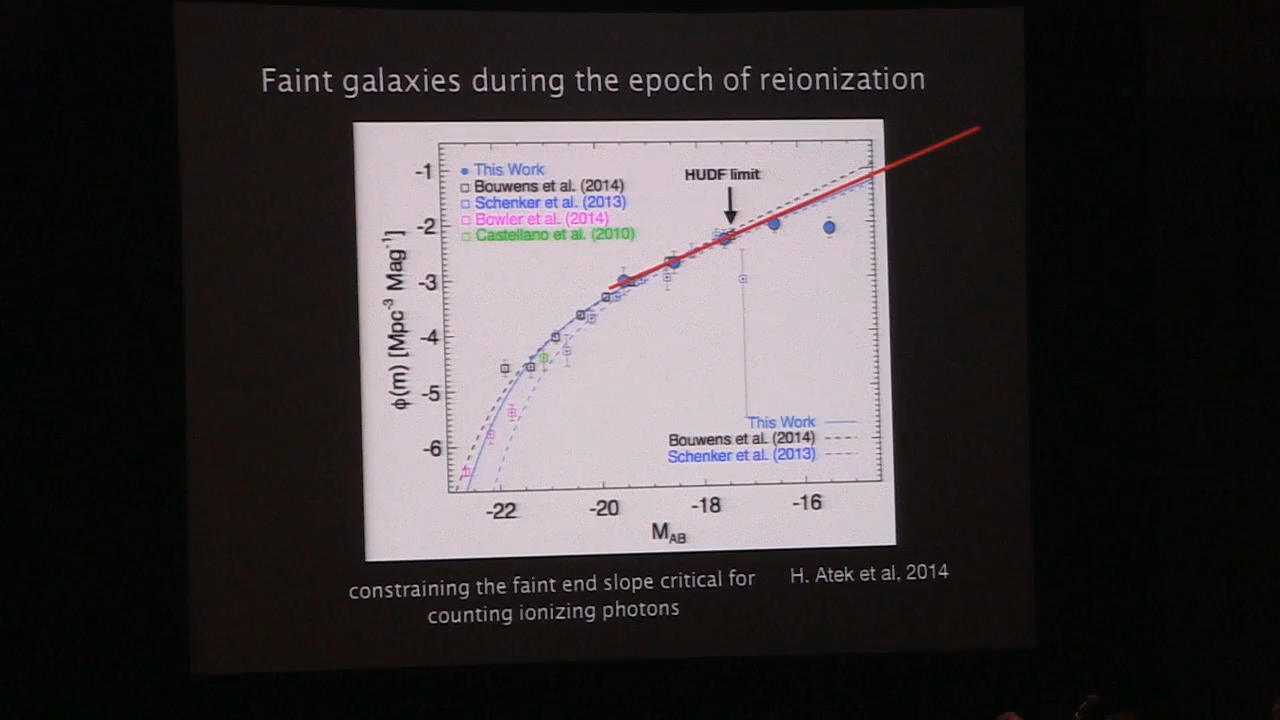 Faint galaxies during the epoch of reionization
This Work
Bouwens et al. (2014)
Schenker et al. (2013)
Bowler et al. (2014)
Castellano et al. (2010)
HUDF limit
-1
-2
-3
-4
-5
-6
ϕ(m) [Mpc⁻³ Mag⁻¹]
This Work
Bouwens et al. (2014)
Schenker et al. (2013)
-22 -20 -18 -16
M_AB
constraining the faint end slope critical for
counting ionizing photons
H. Atek et al, 2014